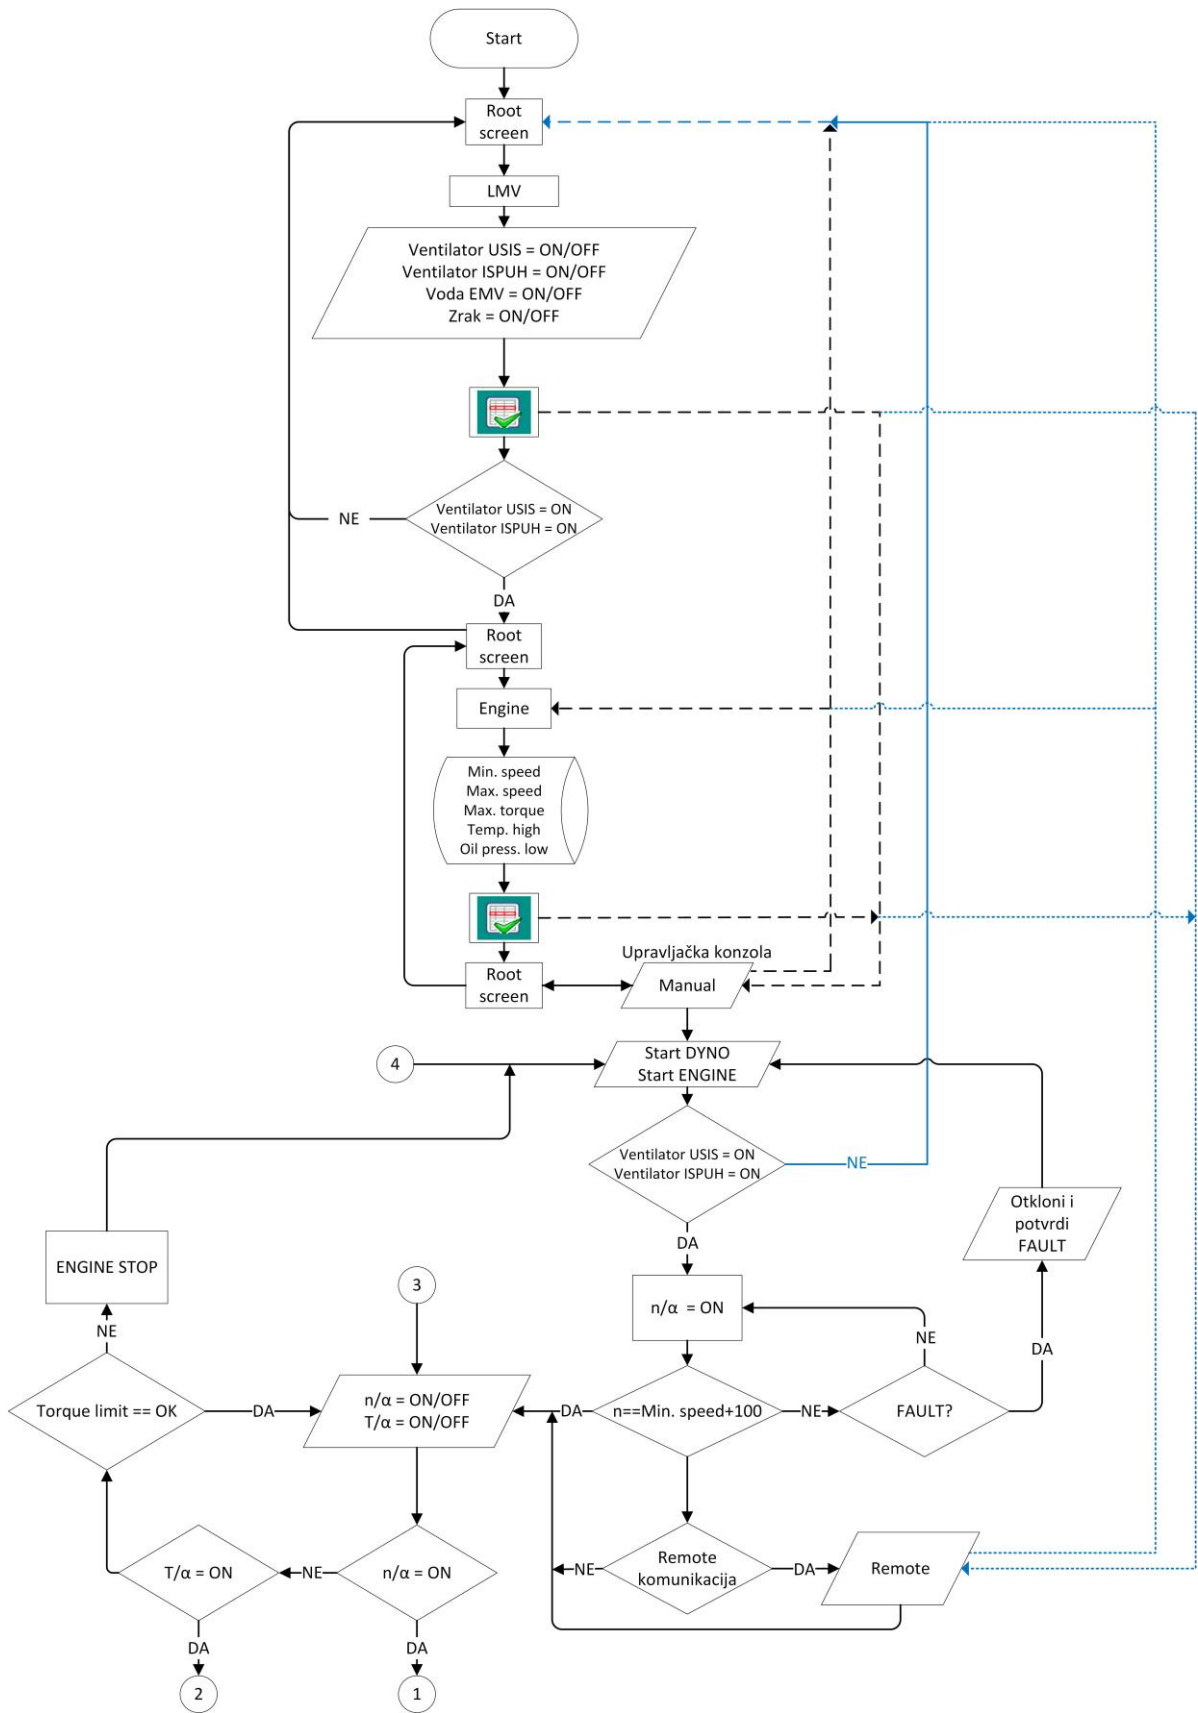 Start
Root
screen
LMV
Ventilator USIS = ON/OFF
Ventilator ISPUH = ON/OFF
Voda EMV = ON/OFF
Zrak = ON/OFF
Ventilator USIS = ON
Ventilator ISPUH = ON
NE
DA
Root
screen
Engine
Min. speed
Max. speed
Max. torque
Temp. high
Oil press. low
Upravljačka konzola
Root
screen
Manual
4
Start DYNO
Start ENGINE
Ventilator USIS = ON
Ventilator ISPUH = ON
NE
DA
Otkloni i
potvrdi
FAULT
ENGINE STOP
3
n/α = ON
NE
NE
DA
Torque limit == OK
DA
n/α = ON/OFF
T/α = ON/OFF
DA
n==Min. speed+100
NE
FAULT?
T/α = ON
NE
n/α = ON
NE
Remote
komunikacija
DA
Remote
DA
DA
2
1